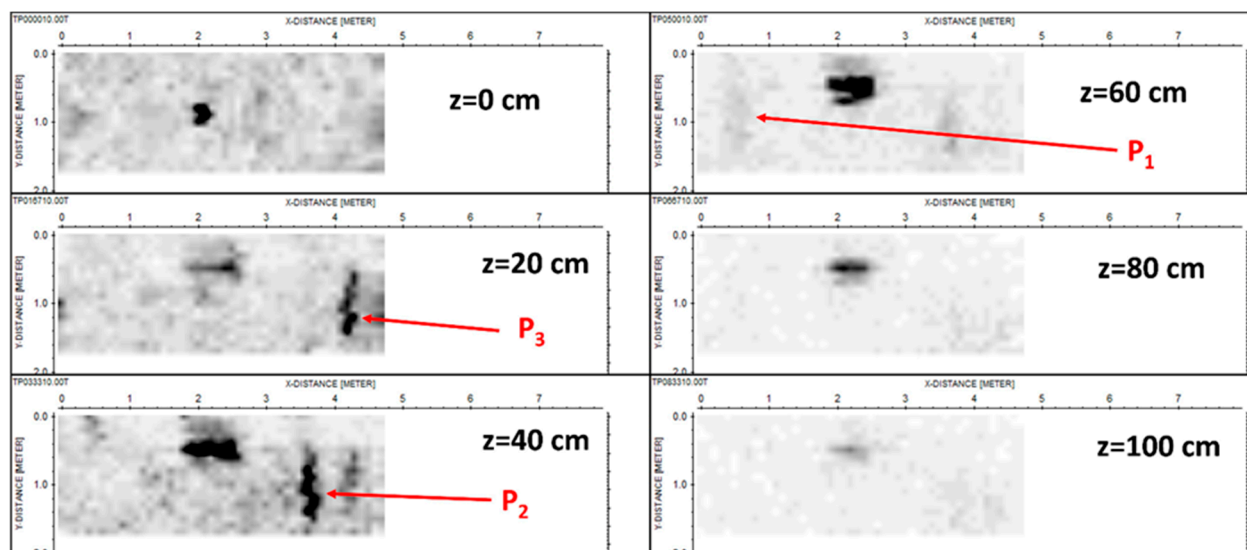 TP000010.00T X-DISTANCE [METER]
0 1 2 3 4 5 6 7
Y-DISTANCE [METER]
0.0
1.0
2.0
z=0 cm
TP050010.00T X-DISTANCE [METER]
0 1 2 3 4 5 6 7
Y-DISTANCE [METER]
0.0
1.0
2.0
z=60 cm
P1
TP016710.00T X-DISTANCE [METER]
0 1 2 3 4 5 6 7
Y-DISTANCE [METER]
0.0
1.0
2.0
z=20 cm
P3
TP066710.00T X-DISTANCE [METER]
0 1 2 3 4 5 6 7
Y-DISTANCE [METER]
0.0
1.0
2.0
z=80 cm
TP033310.00T X-DISTANCE [METER]
0 1 2 3 4 5 6 7
Y-DISTANCE [METER]
0.0
1.0
z=40 cm
P2
TP083310.00T X-DISTANCE [METER]
0 1 2 3 4 5 6 7
Y-DISTANCE [METER]
0.0
1.0
z=100 cm